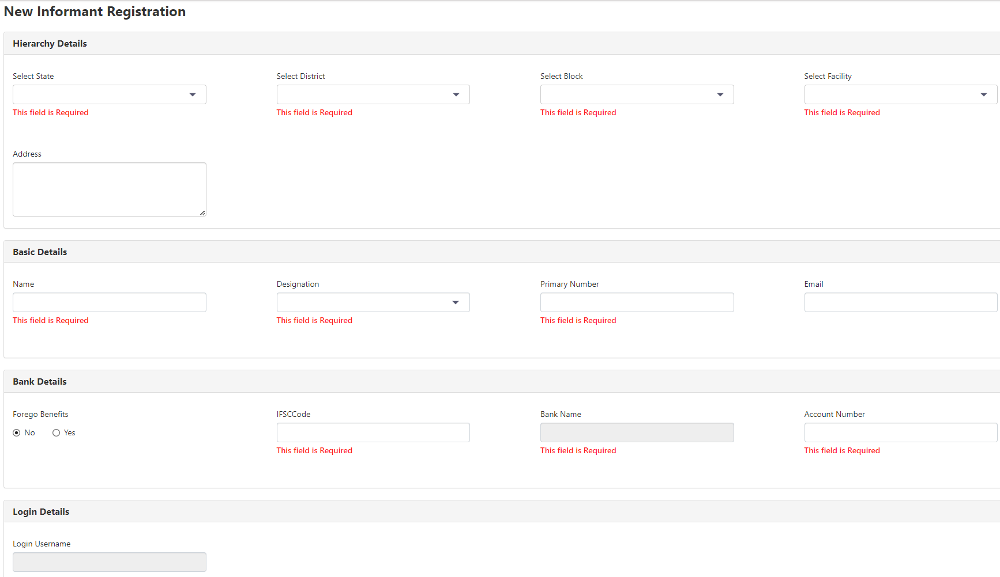 New Informant Registration
Hierarchy Details
Select State Select District Select Block Select Facility
This field is Required This field is Required This field is Required This field is Required
Address
Basic Details
Name Designation Primary Number Email
This field is Required This field is Required This field is Required
Bank Details
Forego Benefits IFSCCode Bank Name Account Number
No Yes
This field is Required This field is Required This field is Required
Login Details
Login Username